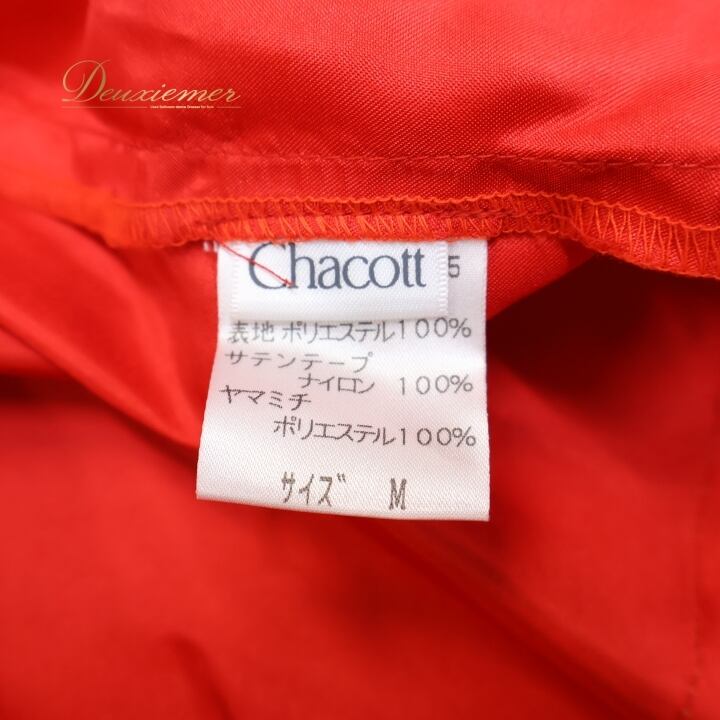 Deuxiemer
Chacott 5
表地 ポリエステル100%
サテンテープ
ナイロン 100%
ヤマミチ
ポリエステル100%
サイズ M